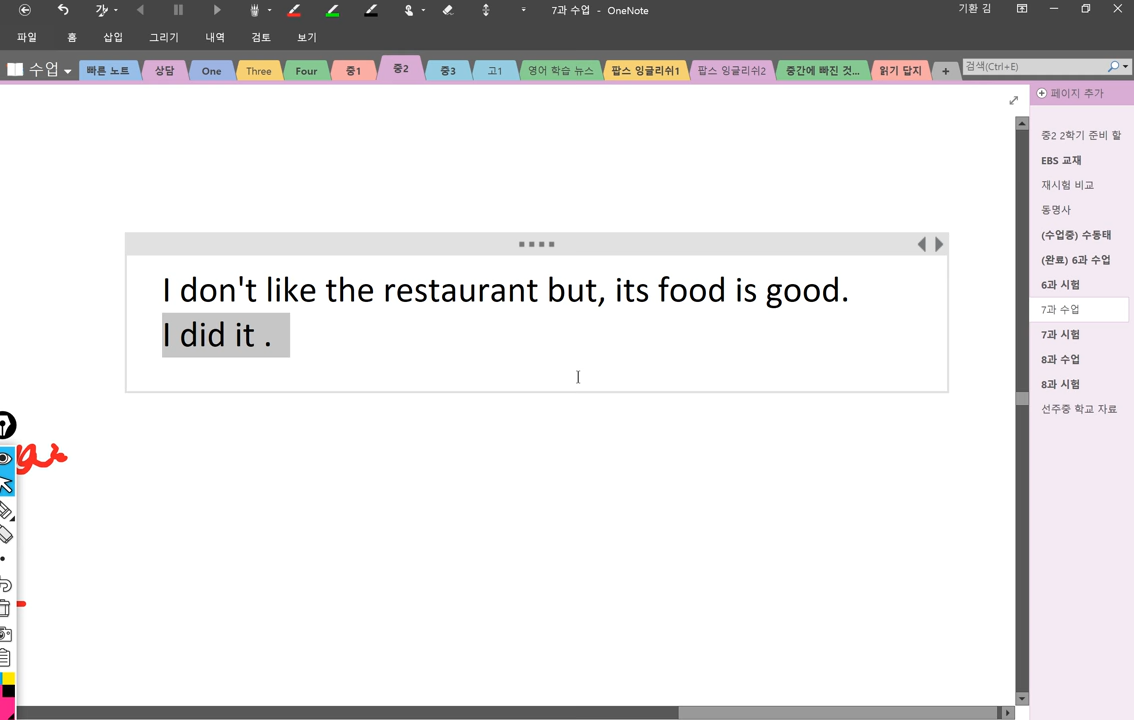 7과 수업 - OneNote
기환 김
파일 홈 삽입 그리기 내역 검토 보기
수업 빠른 노트 상담 One Three Four 중1 중2 중3 고1 영어 학습 뉴스 팝스 잉글리쉬1 팝스 잉글리쉬2 중간에 빠진 것... 읽기 답지 + 검색(Ctrl+E)
페이지 추가
중2 2학기 준비 할
EBS 교재
재시험 비교
동명사
(수업중) 수동태
(완료) 6과 수업
6과 시험
7과 수업
7과 시험
8과 수업
8과 시험
선주중 학교 자료
I don't like the restaurant but, its food is good.
I did it .